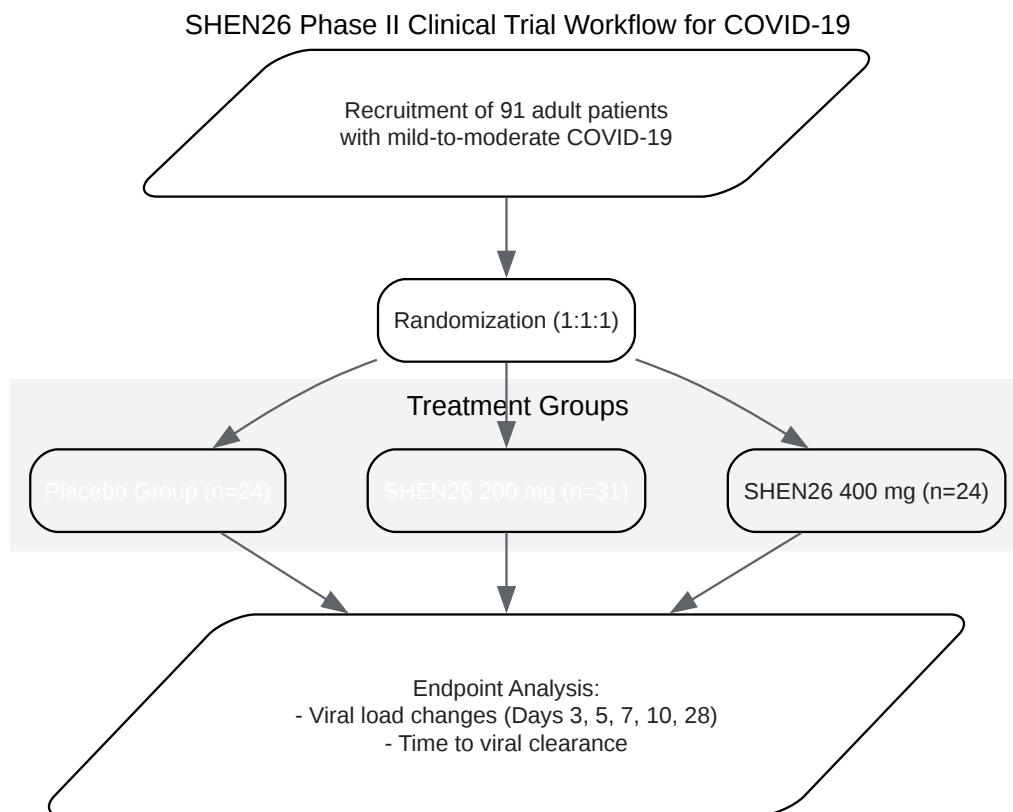 SHEN26 Phase II Clinical Trial Workflow for COVID-19
Recruitment of 91 adult patients
with mild-to-moderate COVID-19
Randomization (1:1:1)
Treatment Groups
Placebo Group (n=24)
SHEN26 200 mg (n=31)
SHEN26 400 mg (n=24)
Endpoint Analysis:
- Viral load changes (Days 3, 5, 7, 10, 28)
- Time to viral clearance